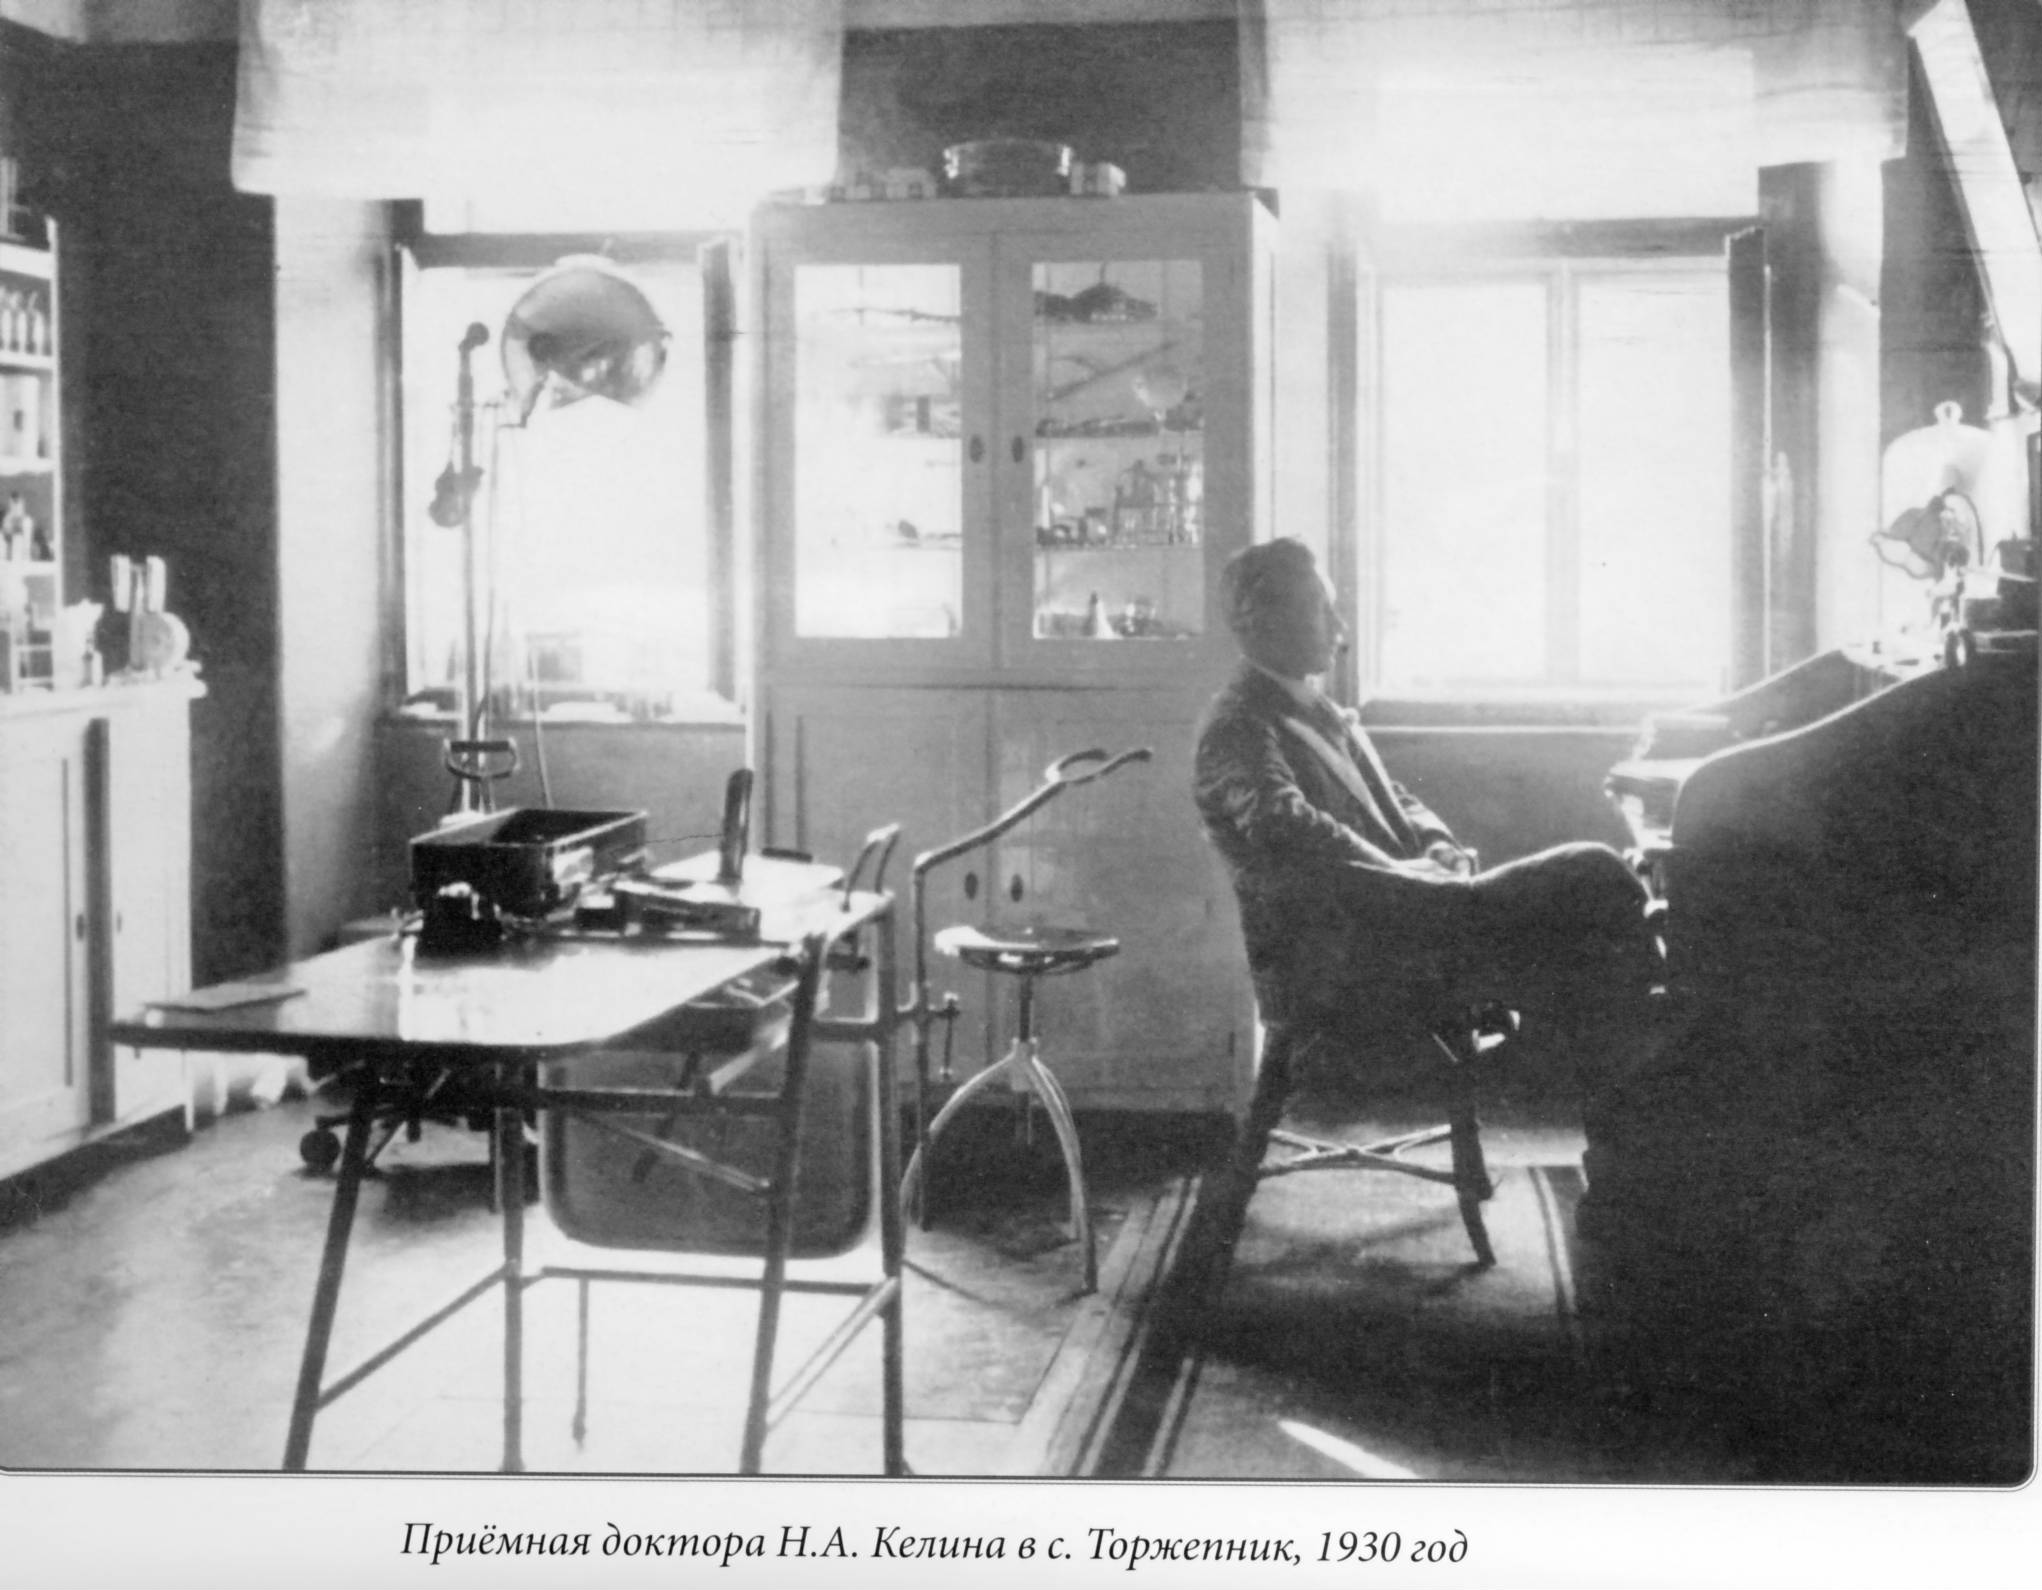 Приёмная доктора Н.А. Келина в с. Торжепник, 1930 год